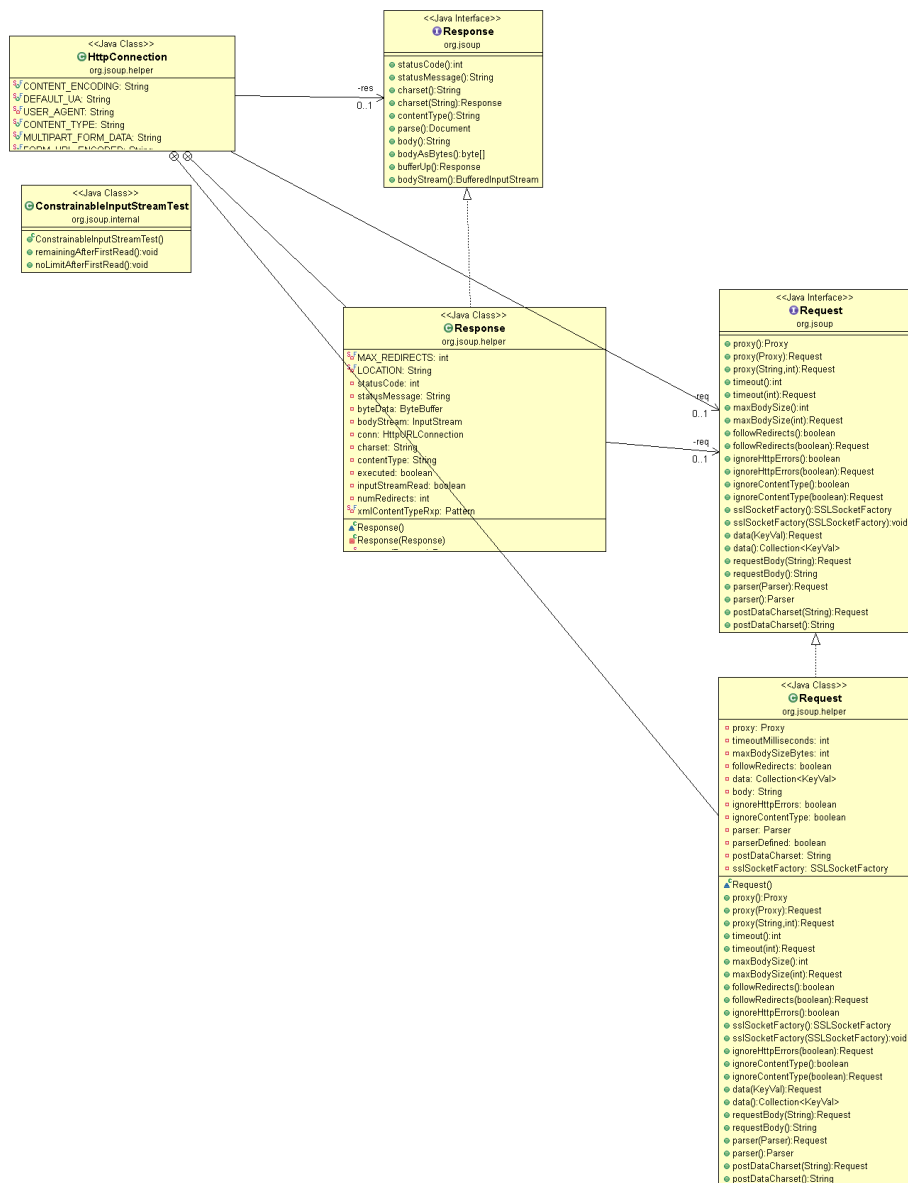 <<Java Class>>
HttpConnection
org.jsoup.helper
CONTENT_ENCODING: String
DEFAULT_UA: String
USER_AGENT: String
CONTENT_TYPE: String
MULTIPART_FORM_DATA: String
FORM_URL_ENCODED: String
<<Java Interface>>
Response
org.jsoup
statusCode():int
statusMessage():String
charset():String
charset(String):Response
contentType():String
parse():Document
body():String
bodyAsBytes():byte[]
bufferUp():Response
bodyStream():BufferedInputStream
-res
0..1
<<Java Class>>
ConstrainableInputStreamTest
org.jsoup.internal
ConstrainableInputStreamTest()
remainingAfterFirstRead():void
noLimitAfterFirstRead():void
<<Java Class>>
Response
org.jsoup.helper
MAX_REDIRECTS: int
LOCATION: String
statusCode: int
statusMessage: String
byteData: ByteBuffer
bodyStream: InputStream
conn: HttpURLConnection
charset: String
contentType: String
executed: boolean
inputStreamRead: boolean
numRedirects: int
xmlContentTypeRxp: Pattern
Response()
Response(Response)
-req
0..1
-req
0..1
<<Java Interface>>
Request
org.jsoup
proxy():Proxy
proxy(Proxy):Request
proxy(String,int):Request
timeout():int
timeout(int):Request
maxBodySize():int
maxBodySize(int):Request
followRedirects():boolean
followRedirects(boolean):Request
ignoreHttpErrors():boolean
ignoreHttpErrors(boolean):Request
ignoreContentType():boolean
ignoreContentType(boolean):Request
sslSocketFactory():SSLSocketFactory
sslSocketFactory(SSLSocketFactory):void
data(KeyVal):Request
data():Collection<KeyVal>
requestBody(String):Request
requestBody():String
parser(Parser):Request
parser():Parser
postDataCharset(String):Request
postDataCharset():String
<<Java Class>>
Request
org.jsoup.helper
proxy: Proxy
timeoutMilliseconds: int
maxBodySizeBytes: int
followRedirects: boolean
data: Collection<KeyVal>
body: String
ignoreHttpErrors: boolean
ignoreContentType: boolean
parser: Parser
parserDefined: boolean
postDataCharset: String
sslSocketFactory: SSLSocketFactory
Request()
proxy():Proxy
proxy(Proxy):Request
proxy(String,int):Request
timeout():int
timeout(int):Request
maxBodySize():int
maxBodySize(int):Request
followRedirects():boolean
followRedirects(boolean):Request
ignoreHttpErrors():boolean
sslSocketFactory():SSLSocketFactory
sslSocketFactory(SSLSocketFactory):void
ignoreHttpErrors(boolean):Request
ignoreContentType():boolean
ignoreContentType(boolean):Request
data(KeyVal):Request
data():Collection<KeyVal>
requestBody(String):Request
requestBody():String
parser(Parser):Request
parser():Parser
postDataCharset(String):Request
postDataCharset():String